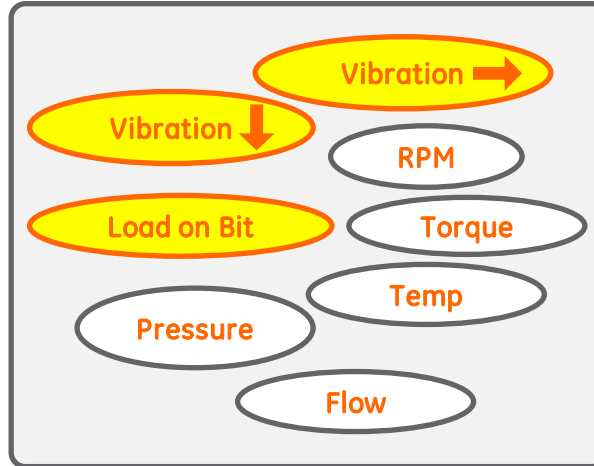 Vibration
Vibration
RPM
Load on Bit
Torque
Temp
Pressure
Flow